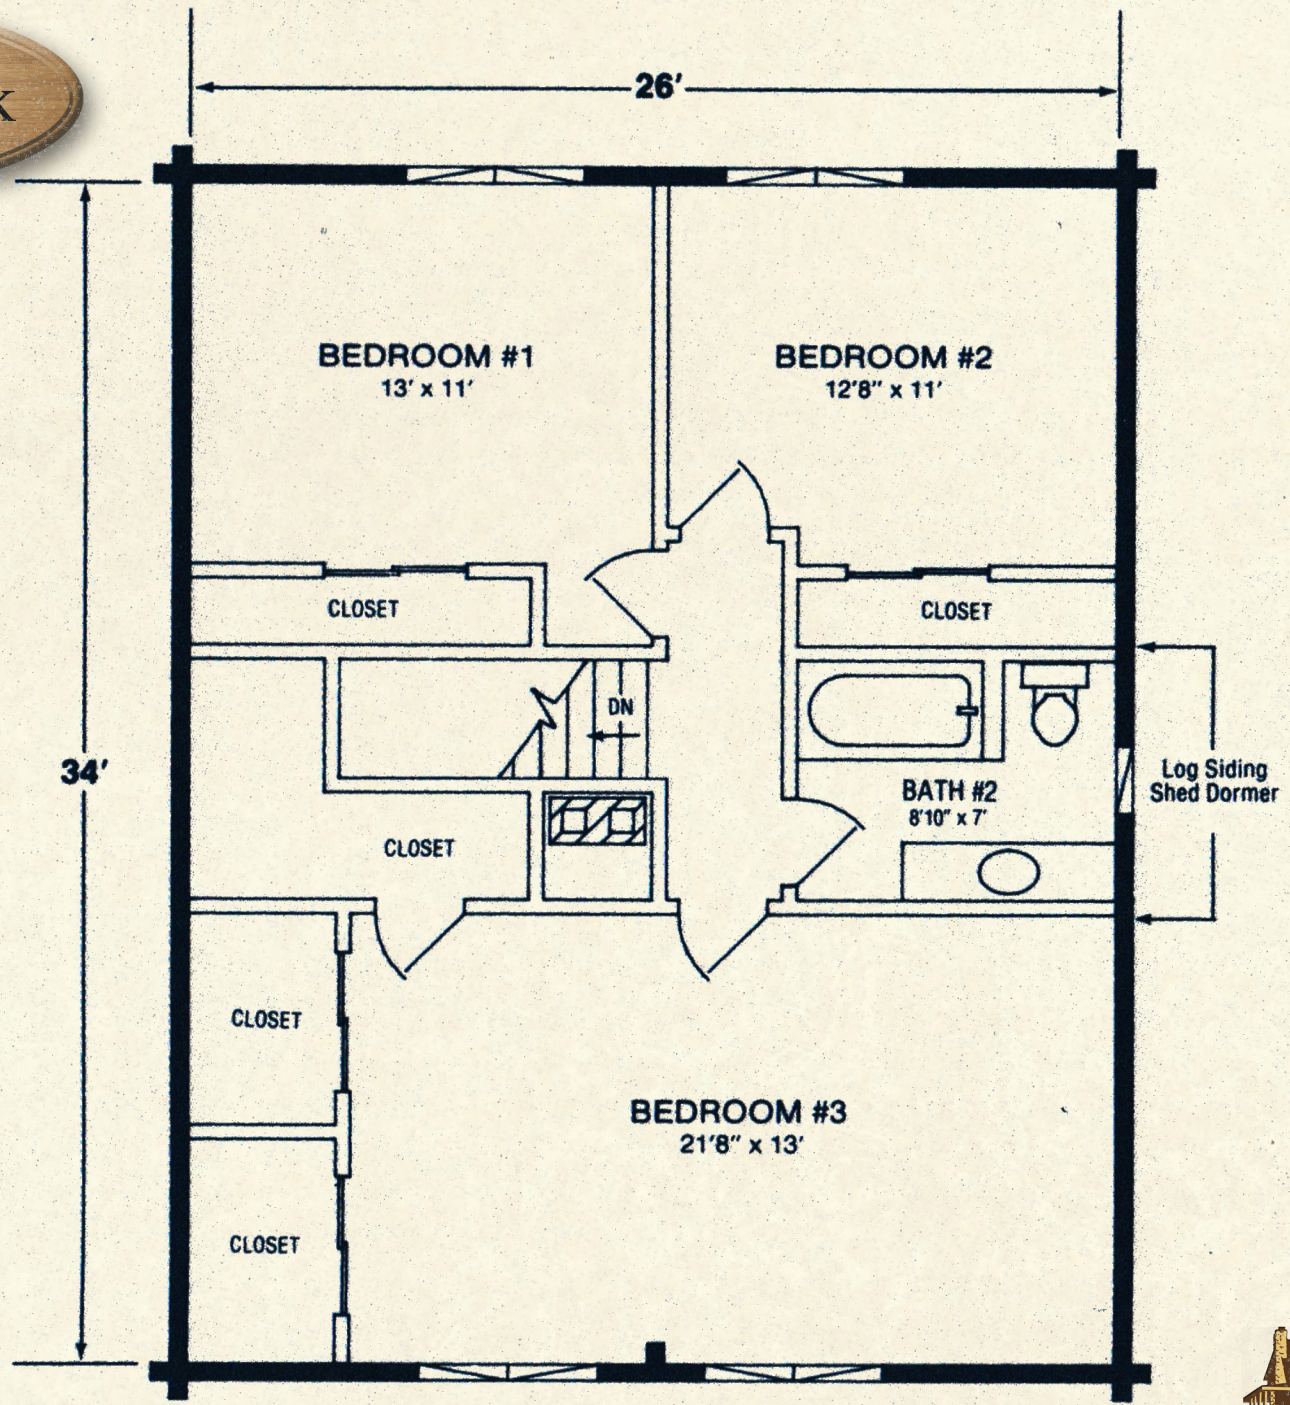 26'
BEDROOM #1
13' x 11'
BEDROOM #2
12'8" x 11'
CLOSET
CLOSET
DN
34'
Log Siding
Shed Dormer
BATH #2
8'10" x 7'
CLOSET
CLOSET
BEDROOM #3
21'8" x 13'
CLOSET